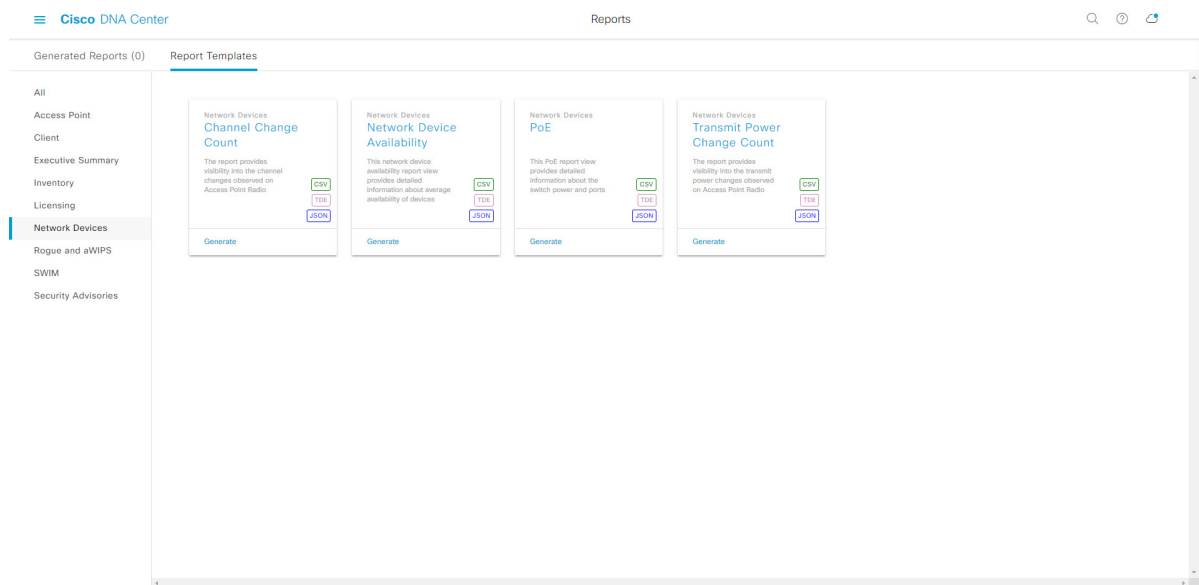 Cisco DNA Center
Reports
Generated Reports (0)
Report Templates
All
Access Point
Client
Executive Summary
Inventory
Licensing
Network Devices
Rogue and aWIPS
SWIM
Security Advisories
Network Devices
Channel Change
Count
The report provides
visibility into the channel
changes observed on
Access Point Radio
CSV
TDE
JSON
Generate
Network Devices
Network Device
Availability
This network device
availability report view
provides detailed
information about average
availability of devices
CSV
TDE
JSON
Generate
Network Devices
PoE
This PoE report view
provides detailed
information about the
switch power and ports
CSV
TDE
JSON
Generate
Network Devices
Transmit Power
Change Count
The report provides
visibility into the transmit
power changes observed
on Access Point Radio
CSV
TDE
JSON
Generate